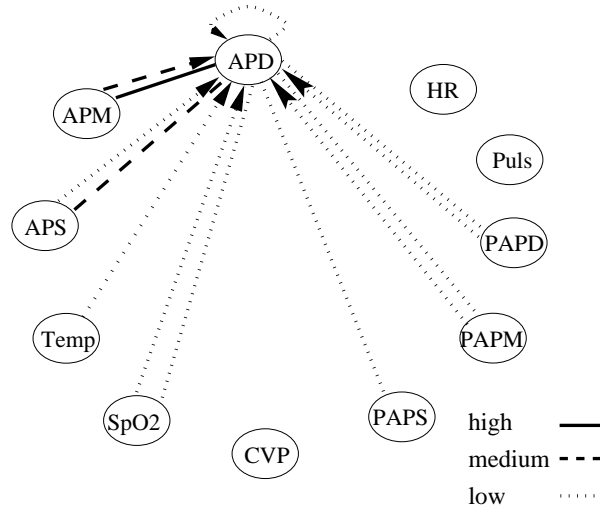 APD
HR
APM
Puls
APS
PAPD
Temp
PAPM
SpO2
PAPS
CVP
high
medium
low